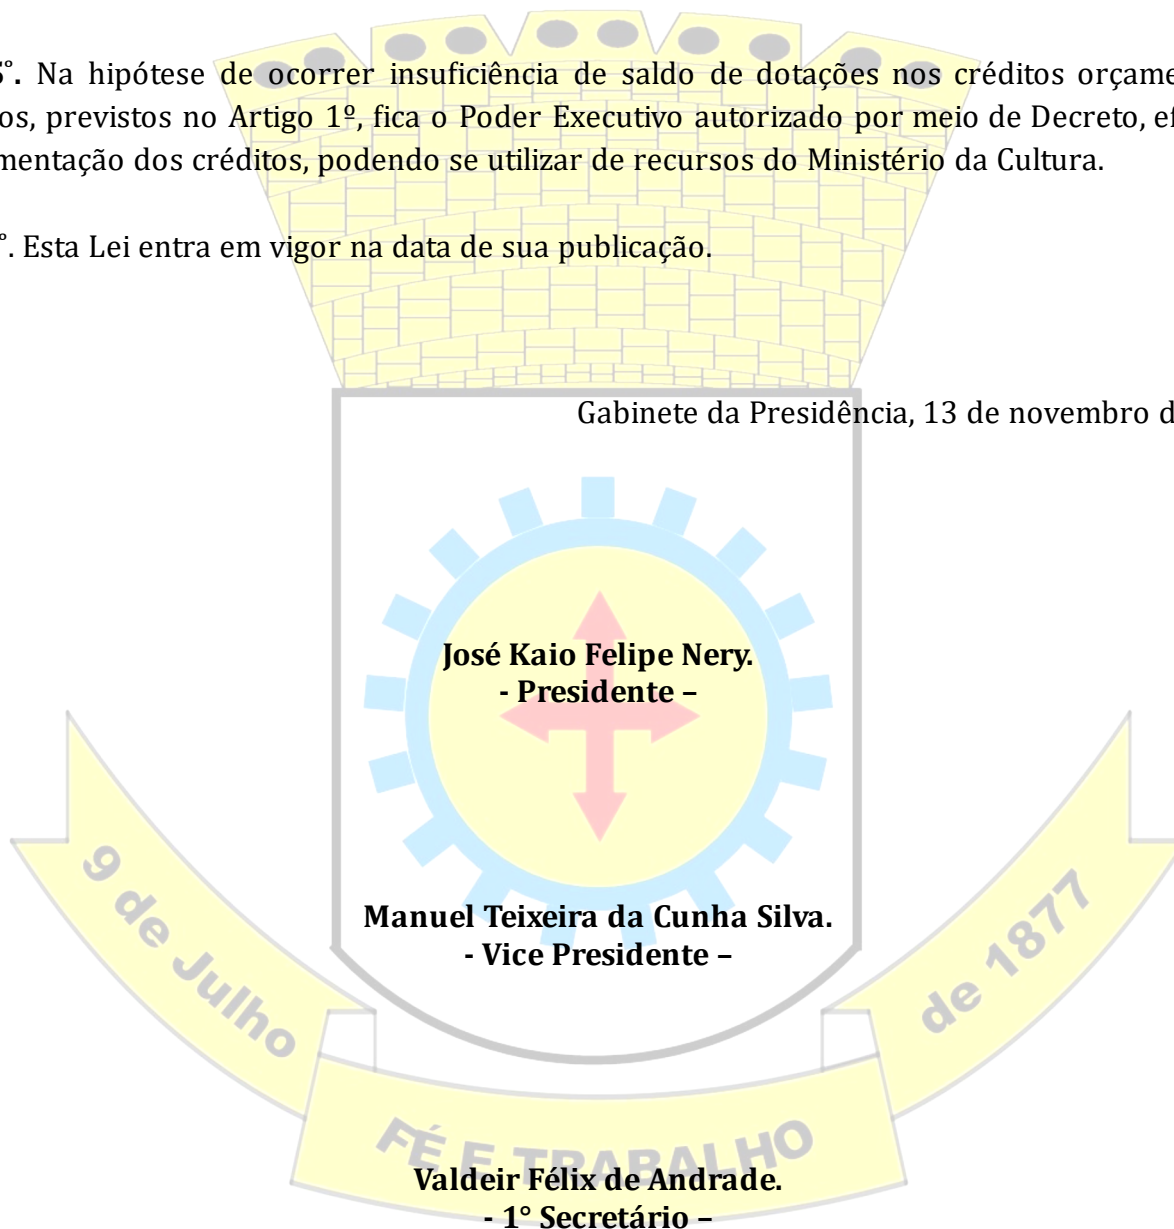 5°. Na hipótese de ocorrer insuficiência de saldo de dotações nos créditos orçame
os, previstos no Artigo 1º, fica o Poder Executivo autorizado por meio de Decreto, ef
mentação dos créditos, podendo se utilizar de recursos do Ministério da Cultura.
°. Esta Lei entra em vigor na data de sua publicação.
Gabinete da Presidência, 13 de novembro d
José Kaio Felipe Nery.
- Presidente –
Manuel Teixeira da Cunha Silva.
- Vice Presidente –
9 de Julho
de 1877
FÉ E TRABALHO
Valdeir Félix de Andrade.
- 1° Secretário –